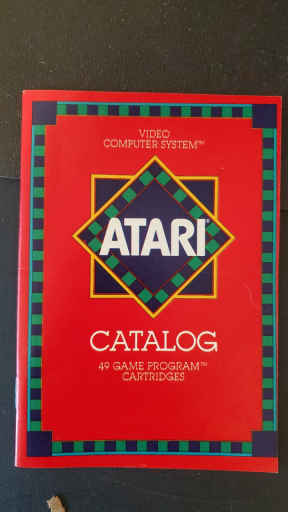 VIDEO
COMPUTER SYSTEM™
ATARI®
CATALOG
49 GAME PROGRAM™
CARTRIDGES